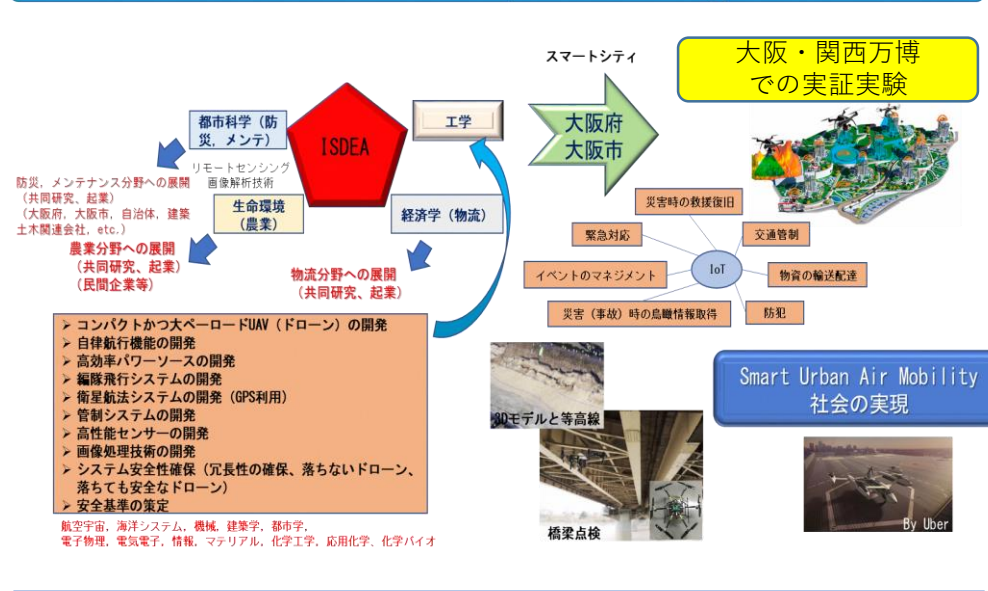 スマートシティ
大阪・関西万博
での実証実験
都市科学（防
災，メンテ）
ISDEA
工学
大阪府
大阪市
リモートセンシング
画像解析技術
防災，メンテナンス分野への展開
（共同研究、起業）
（大阪府，大阪市，自治体，建築
土木関連会社，etc.）
生命環境
（農業）
経済学（物流）
農業分野への展開
（共同研究、起業）
（民間企業等）
物流分野への展開
（共同研究、起業）
災害時の救援復旧
緊急対応
交通管制
イベントのマネジメント
IoT
物資の輸送配達
災害（事故）時の鳥瞰情報取得
防犯
➢ コンパクトかつ大ペーロードUAV（ドローン）の開発
➢ 自律航行機能の開発
➢ 高効率パワーソースの開発
➢ 編隊飛行システムの開発
➢ 衛星航法システムの開発（GPS利用）
➢ 管制システムの開発
➢ 高性能センサーの開発
➢ 画像処理技術の開発
➢ システム安全性確保（冗長性の確保、落ちないドローン、
落ちても安全なドローン）
➢ 安全基準の策定
航空宇宙，海洋システム，機械，建築学，都市学，
電子物理，電気電子，情報，マテリアル，化学工学，応用化学、化学バイオ
3Dモデルと等高線
橋梁点検
Smart Urban Air Mobility
社会の実現
By Uber